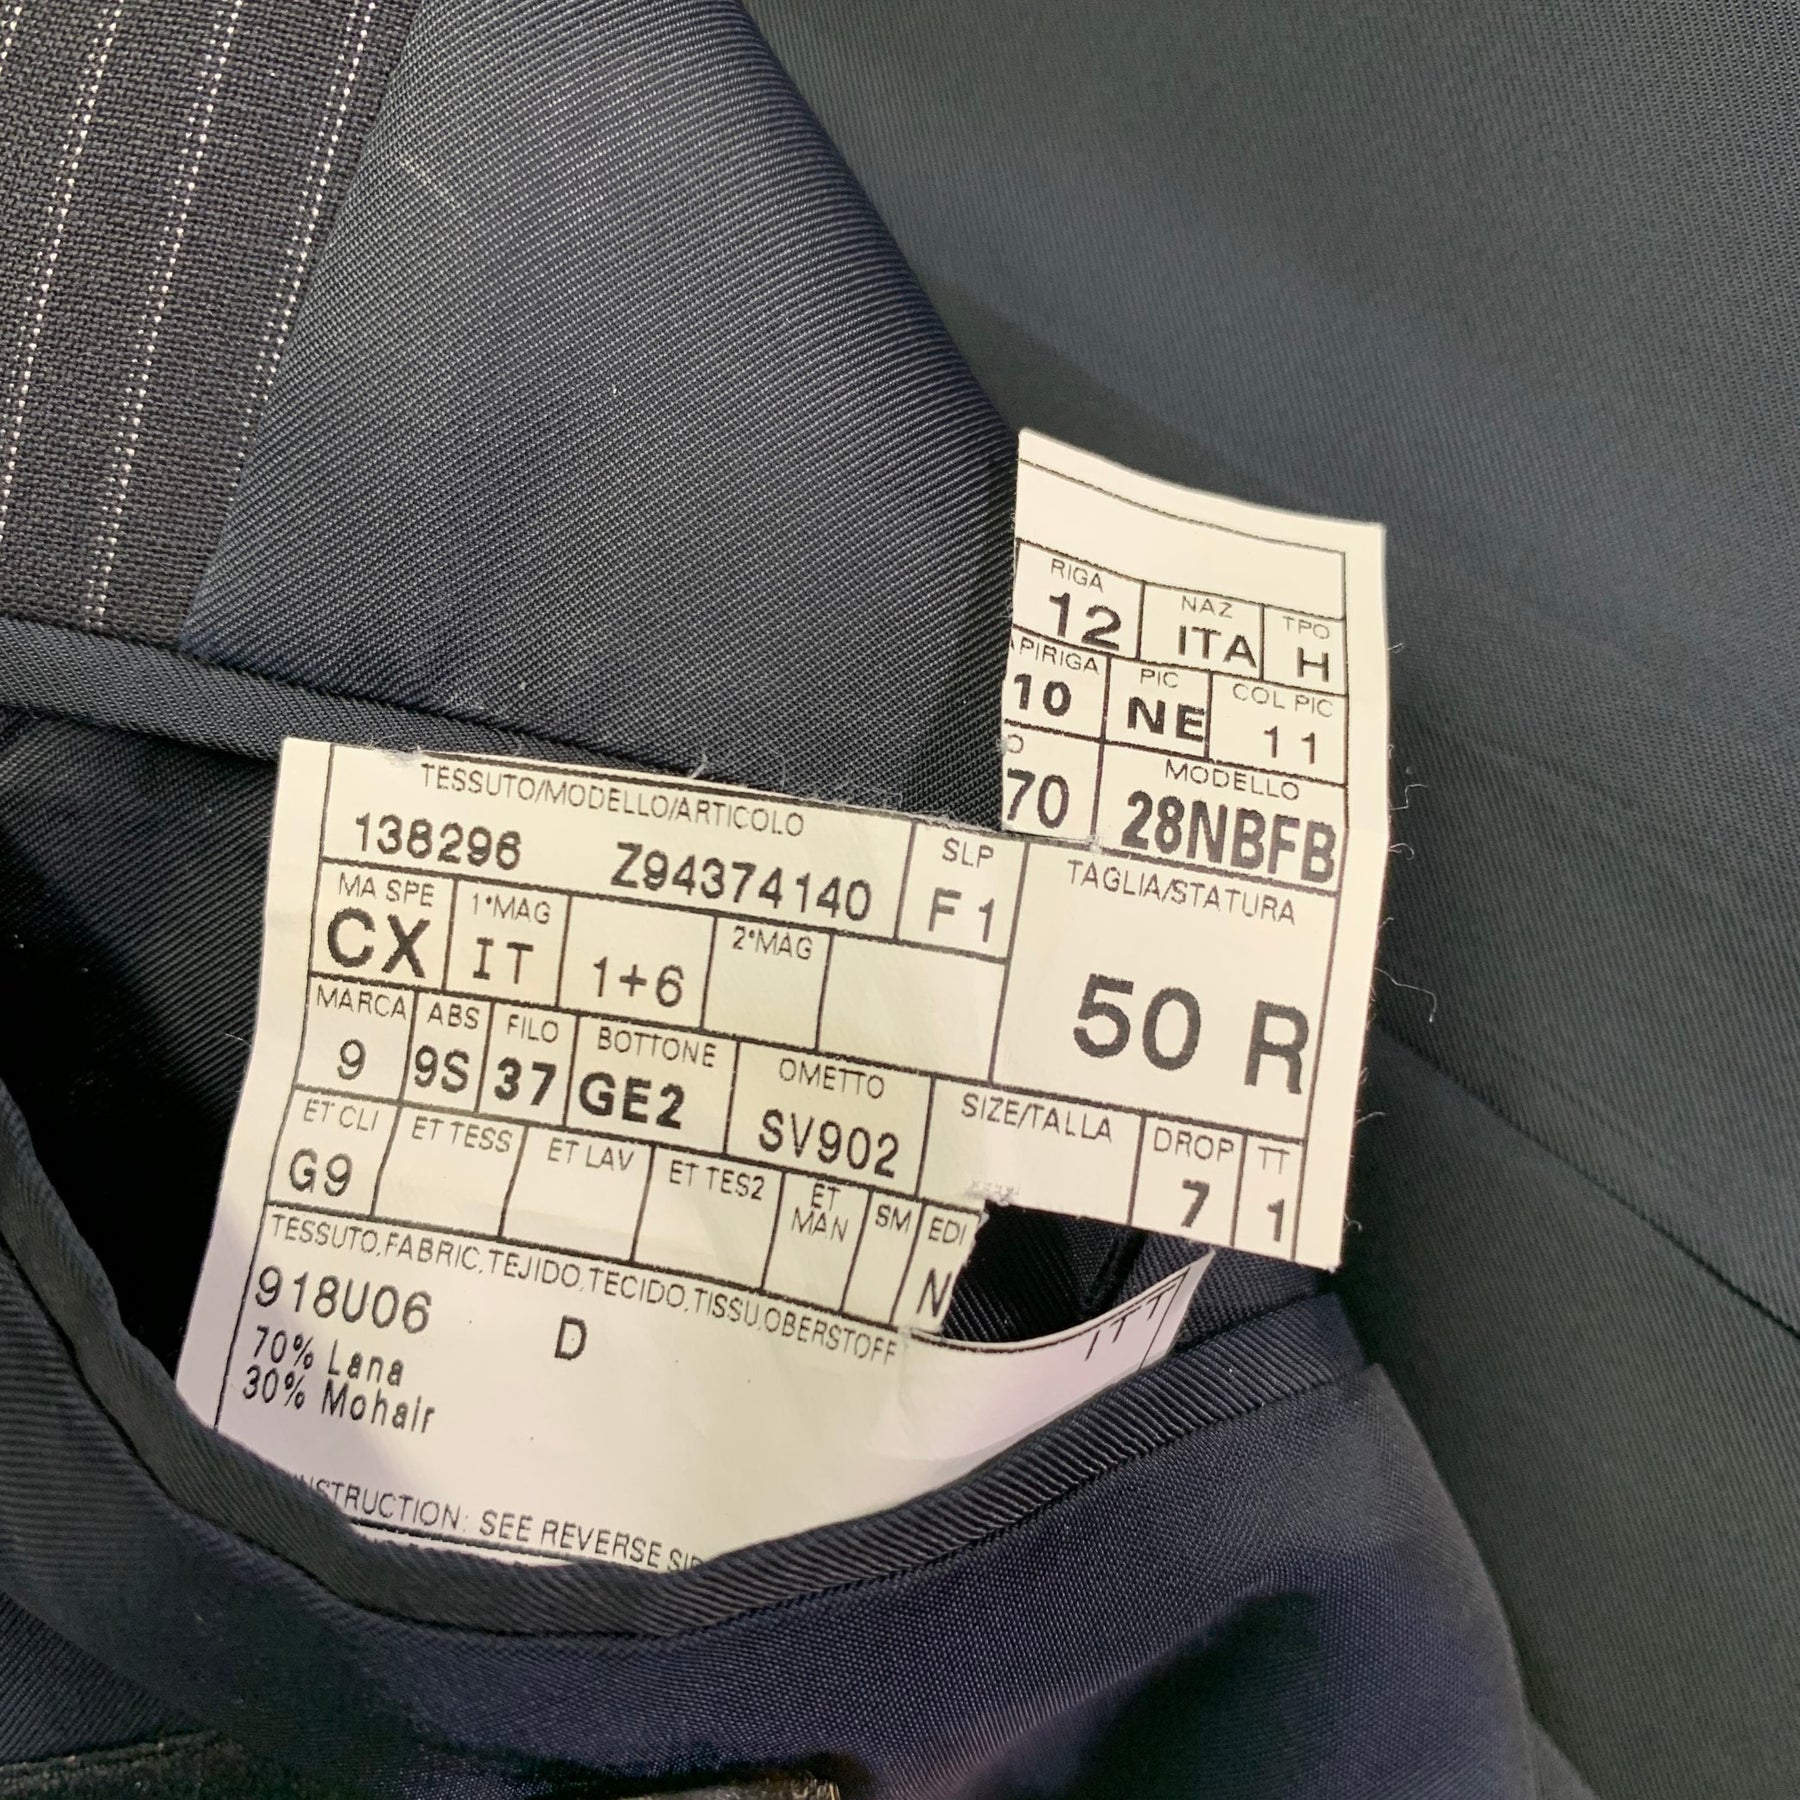 RIGA NAZ TPO
12 ITA H
PIRIGA PIC COL PIC
10 NE 11
MODELLO
70 28NBFB
TESSUTO/MODELLO/ARTICOLO SLP TAGLIA/STATURA
138296 Z94374140 F1
MA SPE 1°MAG 2°MAG
CX IT 1+6 50 R
MARCA ABS FILO BOTTONE OMETTO SIZE/TALLA DROP TT
9 9S 37 GE2 SV902 7 1
ET CLI ET TESS ET LAV ET TES2 ET MAN SM EDI
G9 N
TESSUTO,FABRIC,TEJIDO,TECIDO,TISSU,OBERSTOFF
918U06 D
70% Lana
30% Mohair
SEE REVERSE